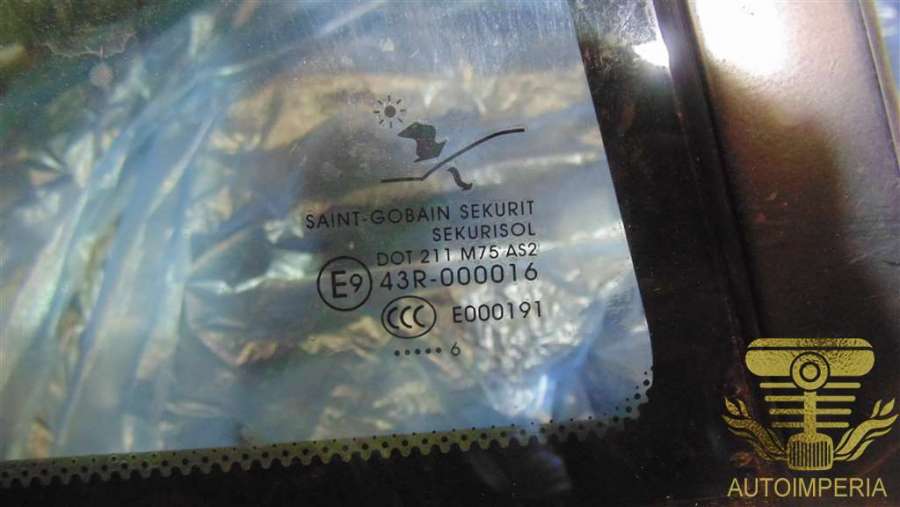 SAINT-GOBAIN SEKURIT
SEKURISOL
DOT 211 M75 AS2
E9 43R-000016
CCC E000191
••••• 6
AUTOIMPERIA